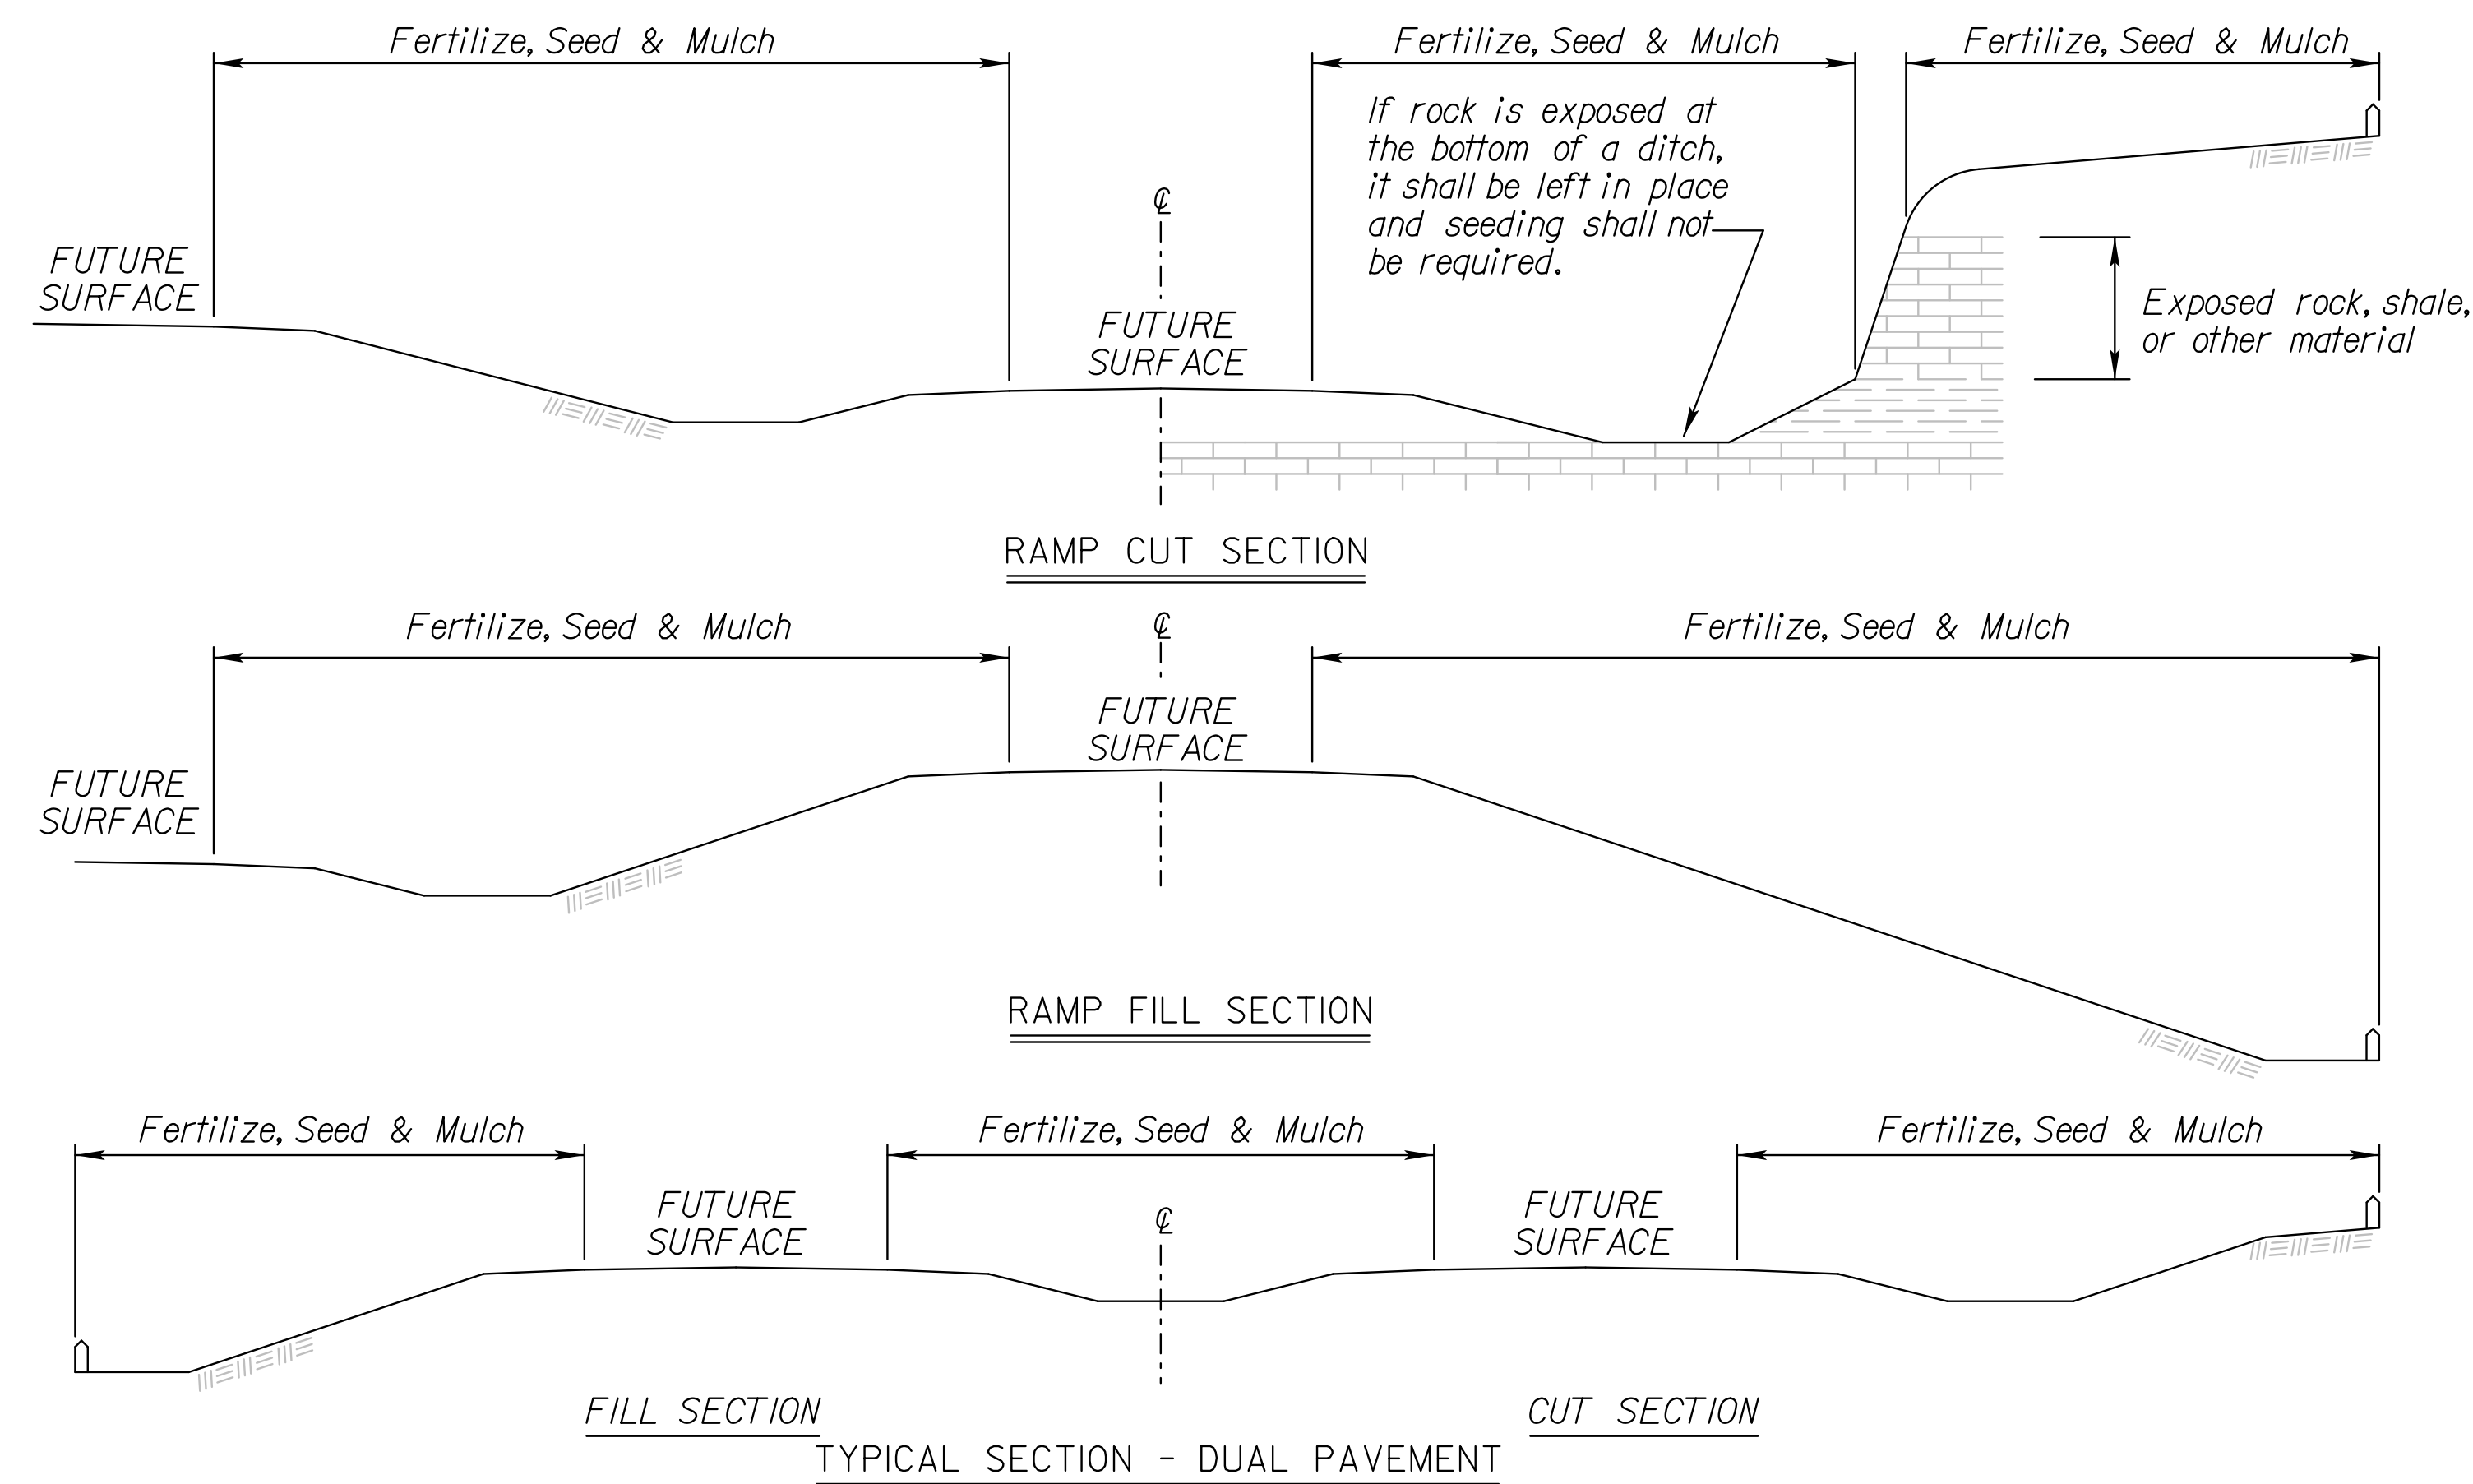 Fertilize, Seed & Mulch
Fertilize, Seed & Mulch
Fertilize, Seed & Mulch
If rock is exposed at
the bottom of a ditch,
it shall be left in place
and seeding shall not
be required.
℄
FUTURE
SURFACE
FUTURE
SURFACE
Exposed rock, shale,
or other material
RAMP CUT SECTION
Fertilize, Seed & Mulch
℄
Fertilize, Seed & Mulch
FUTURE
SURFACE
FUTURE
SURFACE
RAMP FILL SECTION
Fertilize, Seed & Mulch
Fertilize, Seed & Mulch
Fertilize, Seed & Mulch
FUTURE
SURFACE
℄
FUTURE
SURFACE
FILL SECTION
CUT SECTION
TYPICAL SECTION - DUAL PAVEMENT